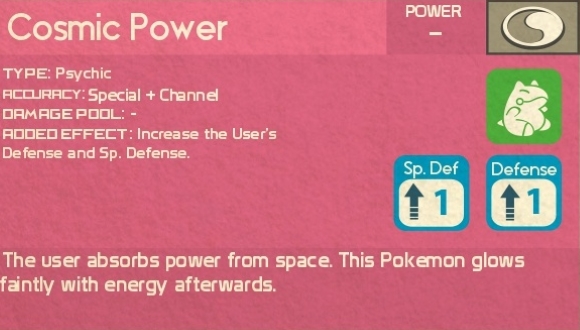 Cosmic Power
POWER
–
TYPE: Psychic
ACCURACY: Special + Channel
DAMAGE POOL: -
ADDED EFFECT: Increase the User's
Defense and Sp. Defense.
Sp. Def
1
Defense
1
The user absorbs power from space. This Pokemon glows
faintly with energy afterwards.